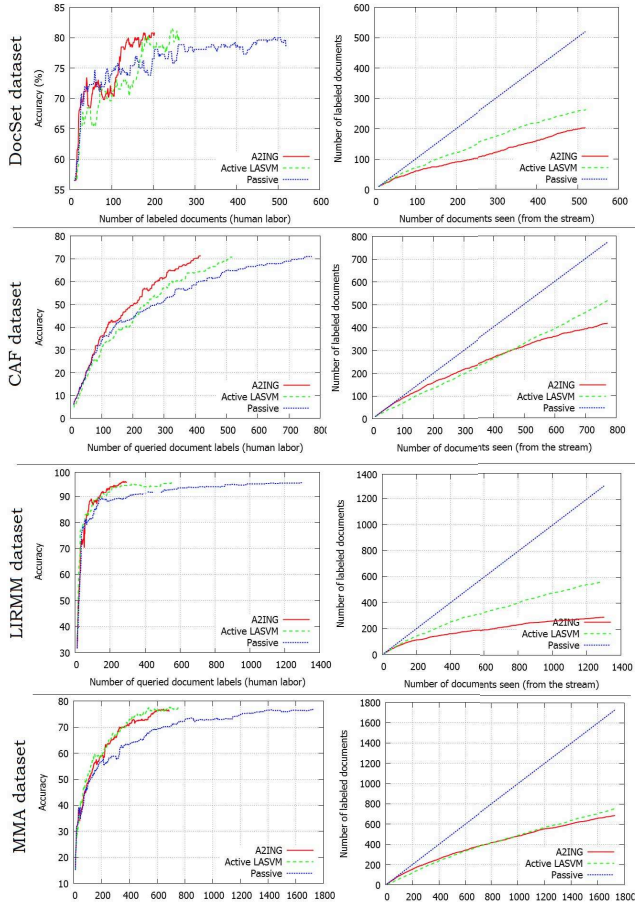 DocSet dataset
Accuracy (%)
85
80
75
70
65
60
55
0 100 200 300 400 500 600
A2ING
Active LASVM
Passive
Number of labeled documents (human labor)
Number of labeled documents
600
500
400
300
200
100
0
0 100 200 300 400 500 600
A2ING
Active LASVM
Passive
Number of documents seen (from the stream)
CAF dataset
Accuracy
80
70
60
50
40
30
20
10
0
0 100 200 300 400 500 600 700 800
A2ING
Active LASVM
Passive
Number of queried document labels (human labor)
Number of labeled documents
800
700
600
500
400
300
200
100
0
0 100 200 300 400 500 600 700 800
A2ING
Active LASVM
Passive
Number of documents seen (from the stream)
LIRMM dataset
Accuracy
100
90
80
70
60
50
40
30
0 200 400 600 800 1000 1200 1400
A2ING
Active LASVM
Passive
Number of queried document labels (human labor)
Number of labeled documents
1400
1200
1000
800
600
400
200
0
0 200 400 600 800 1000 1200 1400
A2ING
Active LASVM
Passive
Number of documents seen (from the stream)
MMA dataset
Accuracy
80
70
60
50
40
30
20
10
0 200 400 600 800 1000 1200 1400 1600 1800
A2ING
Active LASVM
Passive
Number of labeled documents
1800
1600
1400
1200
1000
800
600
400
200
0
0 200 400 600 800 1000 1200 1400 1600 1800
A2ING
Active LASVM
Passive